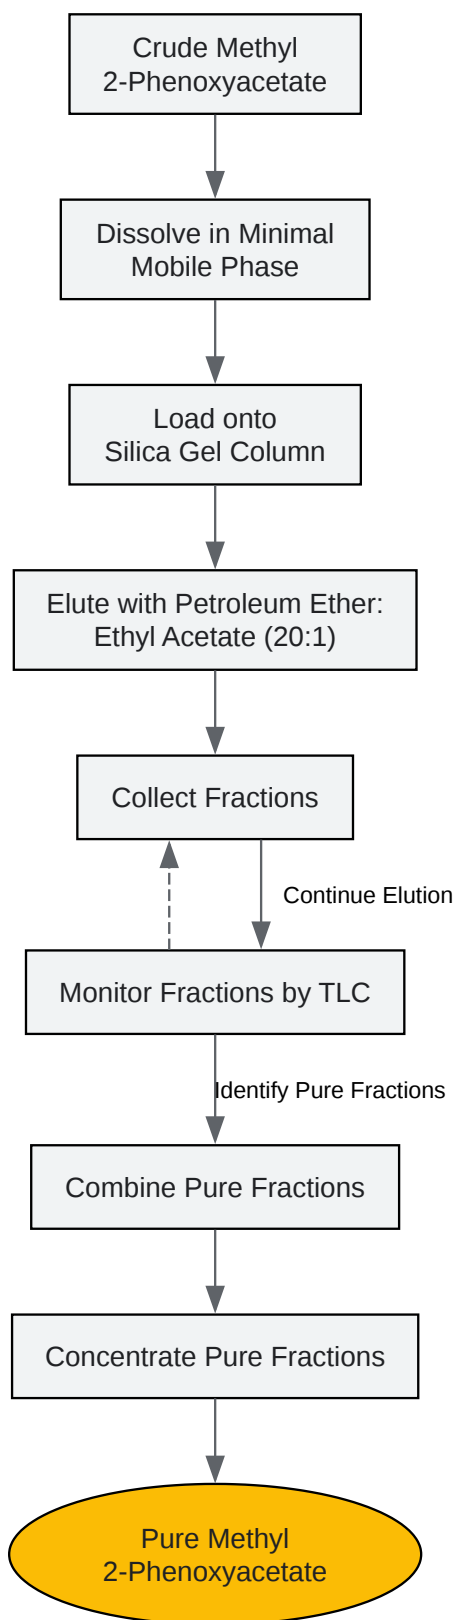 Crude Methyl
2-Phenoxyacetate
Dissolve in Minimal
Mobile Phase
Load onto
Silica Gel Column
Elute with Petroleum Ether:
Ethyl Acetate (20:1)
Collect Fractions
Continue Elution
Monitor Fractions by TLC
Identify Pure Fractions
Combine Pure Fractions
Concentrate Pure Fractions
Pure Methyl
2-Phenoxyacetate